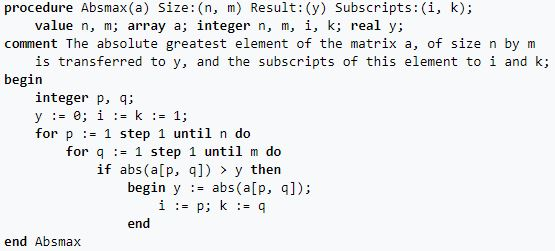 procedure Absmax(a) Size:(n, m) Result:(y) Subscripts:(i, k);
    value n, m; array a; integer n, m, i, k; real y;
comment The absolute greatest element of the matrix a, of size n by m
    is transferred to y, and the subscripts of this element to i and k;
begin
    integer p, q;
    y := 0; i := k := 1;
    for p := 1 step 1 until n do
        for q := 1 step 1 until m do
            if abs(a[p, q]) > y then
                begin y := abs(a[p, q]);
                    i := p; k := q
                end
end Absmax